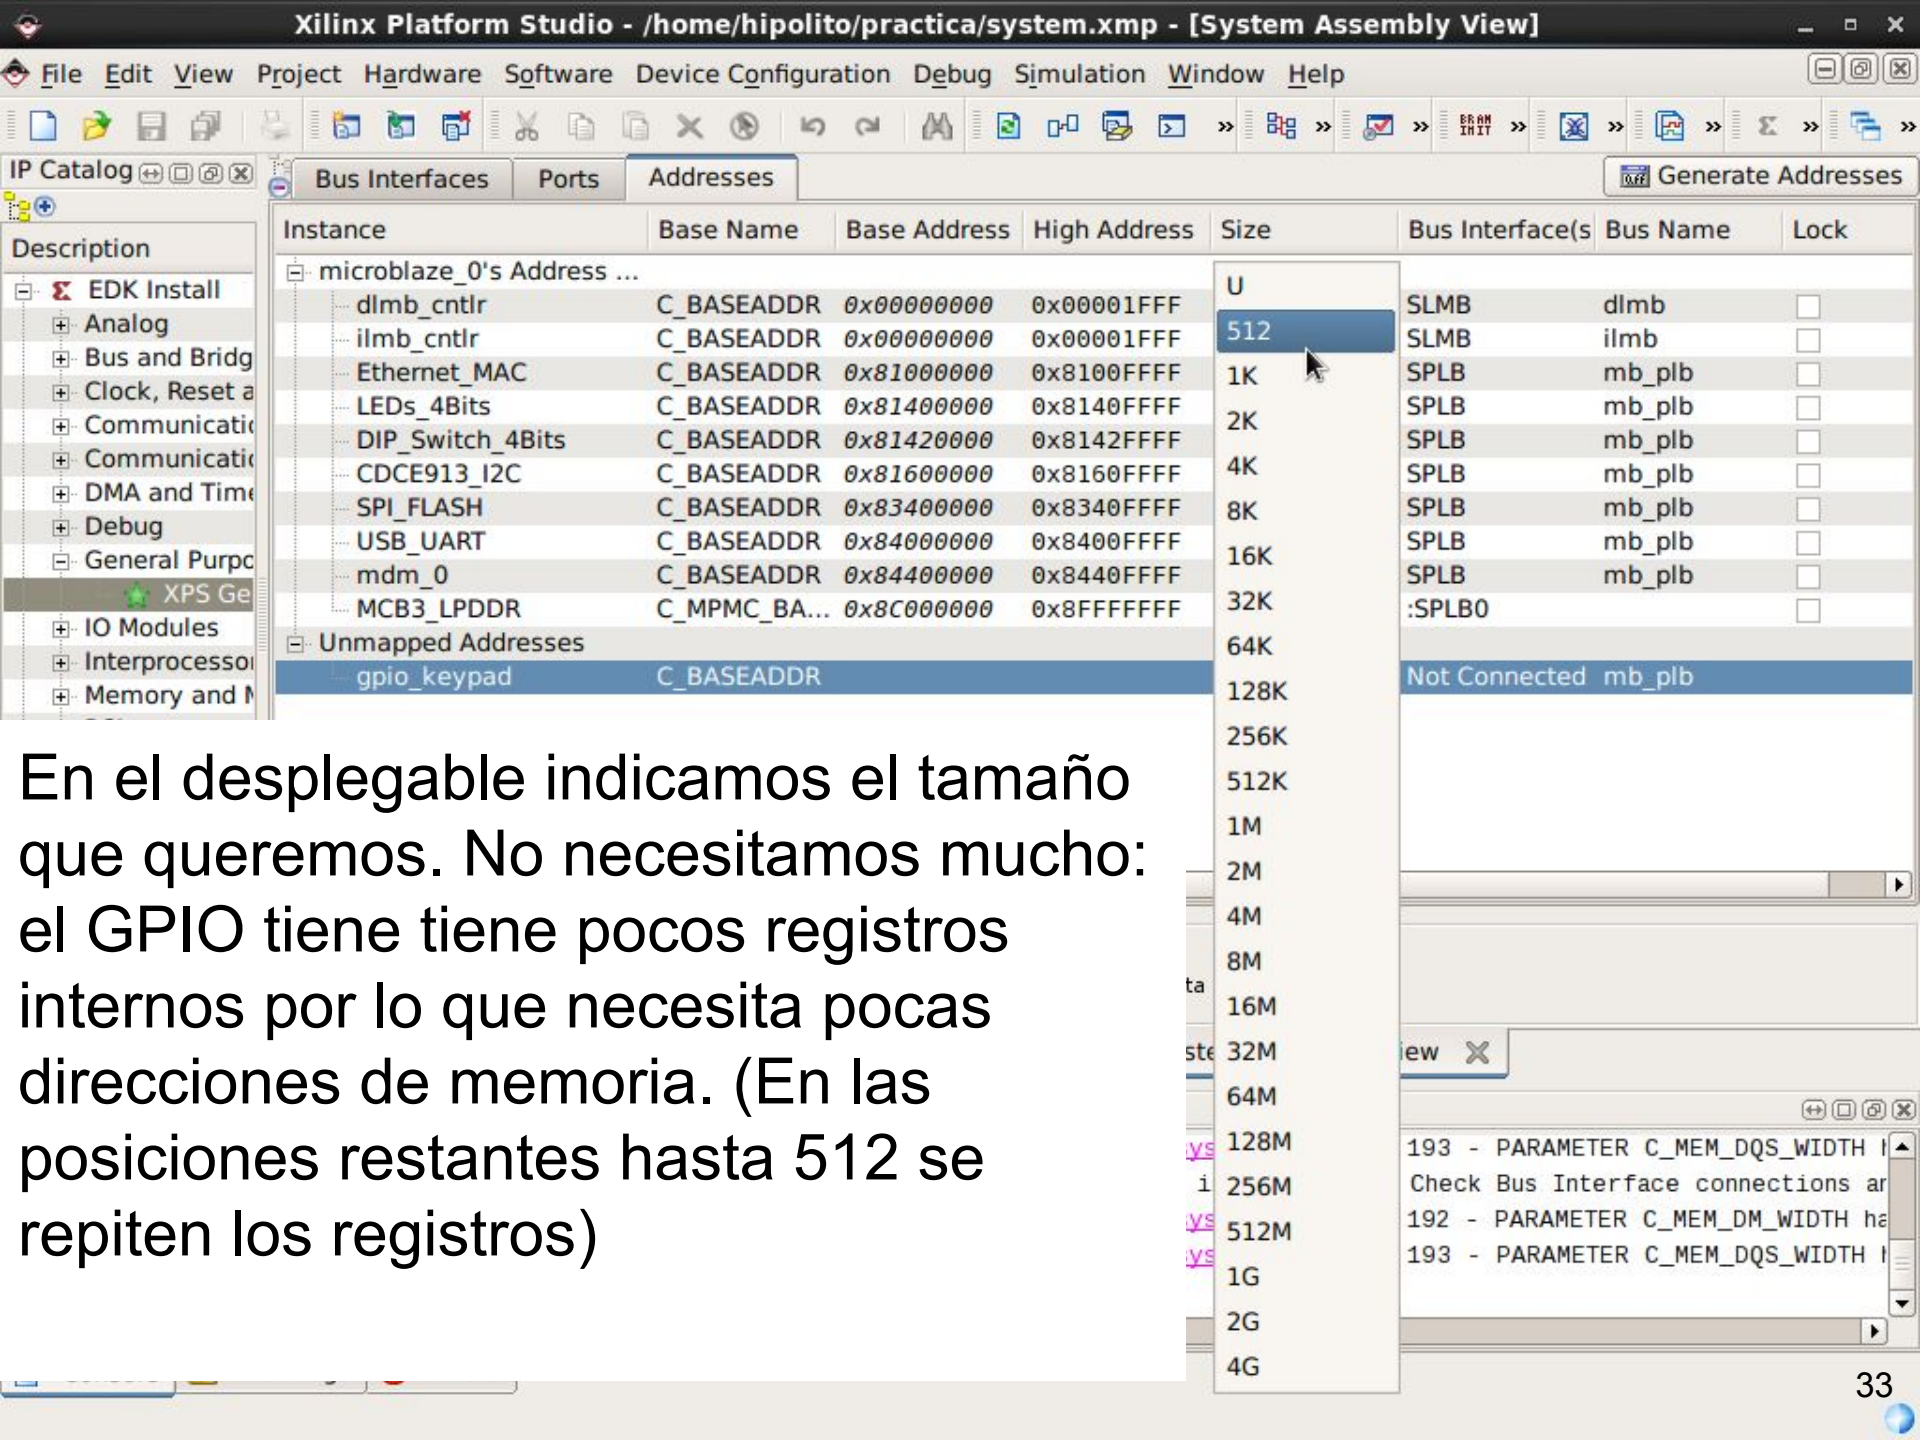 Xilinx Platform Studio - /home/hipolito/practica/system.xmp - [System Assembly View]
File Edit View Project Hardware Software Device Configuration Debug Simulation Window Help
BRAM INIT
IP Catalog
Bus Interfaces Ports Addresses
Generate Addresses
Description
EDK Install
Analog
Bus and Bridg
Clock, Reset a
Communicatio
Communicatio
DMA and Time
Debug
General Purpo
XPS Ge
IO Modules
Interprocessor
Memory and M
Instance Base Name Base Address High Address Size Bus Interface(s Bus Name Lock
microblaze_0's Address ...
dlmb_cntlr C_BASEADDR 0x00000000 0x00001FFF SLMB dlmb
ilmb_cntlr C_BASEADDR 0x00000000 0x00001FFF SLMB ilmb
Ethernet_MAC C_BASEADDR 0x81000000 0x8100FFFF SPLB mb_plb
LEDs_4Bits C_BASEADDR 0x81400000 0x8140FFFF SPLB mb_plb
DIP_Switch_4Bits C_BASEADDR 0x81420000 0x8142FFFF SPLB mb_plb
CDCE913_I2C C_BASEADDR 0x81600000 0x8160FFFF SPLB mb_plb
SPI_FLASH C_BASEADDR 0x83400000 0x8340FFFF SPLB mb_plb
USB_UART C_BASEADDR 0x84000000 0x8400FFFF SPLB mb_plb
mdm_0 C_BASEADDR 0x84400000 0x8440FFFF SPLB mb_plb
MCB3_LPDDR C_MPMC_BA... 0x8C000000 0x8FFFFFFF :SPLB0
Unmapped Addresses
gpio_keypad C_BASEADDR Not Connected mb_plb
U
512
1K
2K
4K
8K
16K
32K
64K
128K
256K
512K
1M
2M
4M
8M
16M
32M
64M
128M
256M
512M
1G
2G
4G
En el desplegable indicamos el tamaño
que queremos. No necesitamos mucho:
el GPIO tiene tiene pocos registros
internos por lo que necesita pocas
direcciones de memoria. (En las
posiciones restantes hasta 512 se
repiten los registros)
ta
ste
iew
193 - PARAMETER C_MEM_DQS_WIDTH
Check Bus Interface connections ar
192 - PARAMETER C_MEM_DM_WIDTH ha
193 - PARAMETER C_MEM_DQS_WIDTH
33